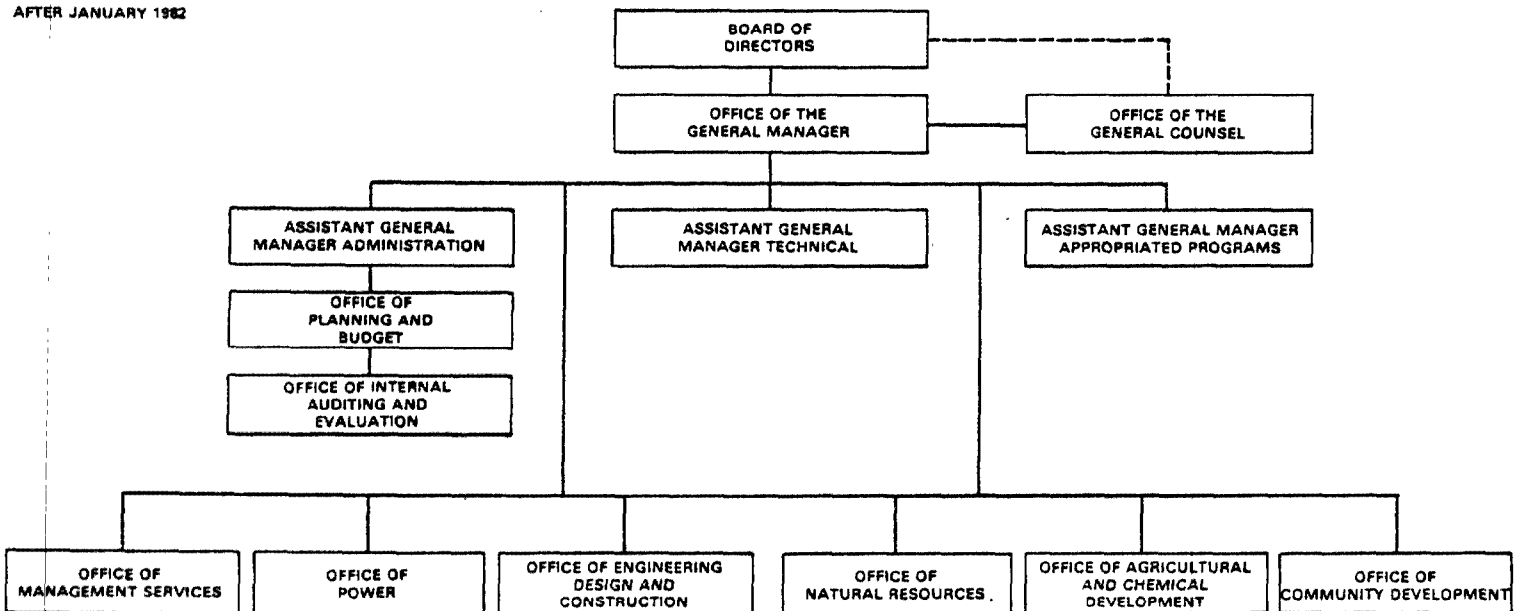 AFTER JANUARY 1982
BOARD OF
DIRECTORS
OFFICE OF THE
GENERAL MANAGER
OFFICE OF THE
GENERAL COUNSEL
ASSISTANT GENERAL
MANAGER ADMINISTRATION
ASSISTANT GENERAL
MANAGER TECHNICAL
ASSISTANT GENERAL MANAGER
APPROPRIATED PROGRAMS
OFFICE OF
PLANNING AND
BUDGET
OFFICE OF INTERNAL
AUDITING AND
EVALUATION
OFFICE OF
MANAGEMENT SERVICES
OFFICE OF
POWER
OFFICE OF ENGINEERING
DESIGN AND
CONSTRUCTION
OFFICE OF
NATURAL RESOURCES
OFFICE OF AGRICULTURAL
AND CHEMICAL
DEVELOPMENT
OFFICE OF
COMMUNITY DEVELOPMENT